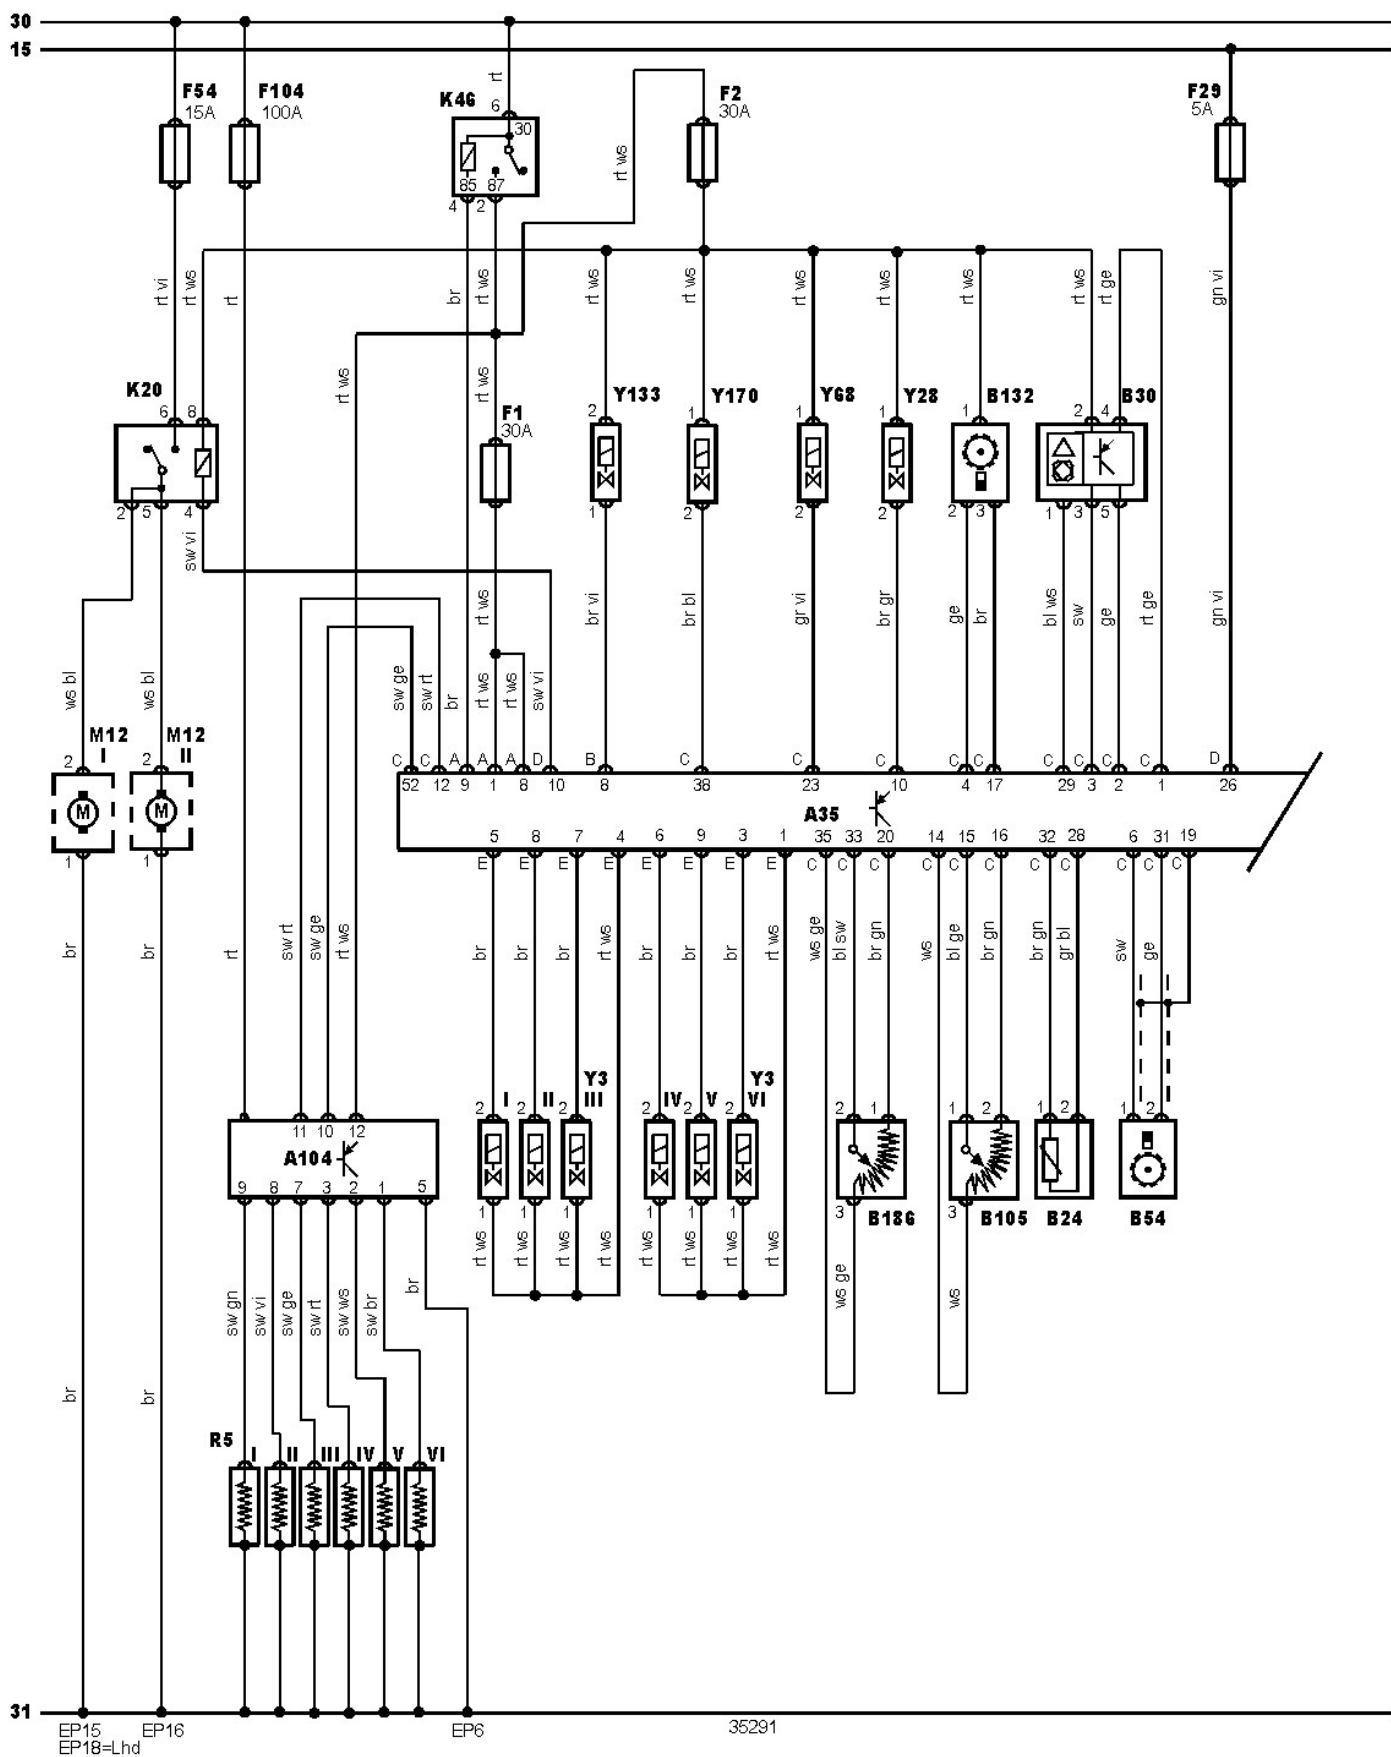 30
15
F54
15A
F104
100A
K46
rt
6
30
85 87
4 2
rt ws
F2
30A
F29
5A
rt vi
rt ws
rt
br
rt ws
rt ws
rt ws
rt ws
rt ws
rt ws
rt ws
rt ge
gn vi
K20
6 8
2 5 4
sw vi
rt ws
rt ws
F1
30A
Y133
2
1
Y170
1
2
Y68
1
2
Y28
1
2
B132
1
2 3
B30
2 4
1 3 5
rt ws
br vi
br bl
gr vi
br gr
ge
br
bl ws
sw
ge
rt ge
gn vi
ws bl
ws bl
sw ge
sw rt
br
rt ws
rt ws
sw vi
M12
I
2
M
1
M12
II
2
M
1
C C A A A D B C C C C C C C C C D
52 12 9 1 8 10 8 38 23 10 4 17 29 3 2 1 26
A35
5 8 7 4 6 9 3 1 35 33 20 14 15 16 32 28 6 31 19
E E E E E E E E C C C C C C C C C C C
br
br
rt
sw rt
sw ge
rt ws
br
br
br
rt ws
br
br
br
rt ws
ws ge
bl sw
br gn
ws
bl ge
br gn
br gn
gr bl
sw
ge
11 10 12
A104
9 8 7 3 2 1 5
Y3
I II III
2 2 2
1 1 1
Y3
IV V VI
2 2 2
1 1 1
2 1
3
B186
1 2
3
B105
1 2
B24
1 2
B54
rt ws
rt ws
rt ws
rt ws
rt ws
rt ws
rt ws
rt ws
ws ge
ws
sw gn
sw vi
sw ge
sw rt
sw ws
sw br
br
br
br
R5
I II III IV V VI
31
EP15
EP18=Lhd
EP16
EP6
35291